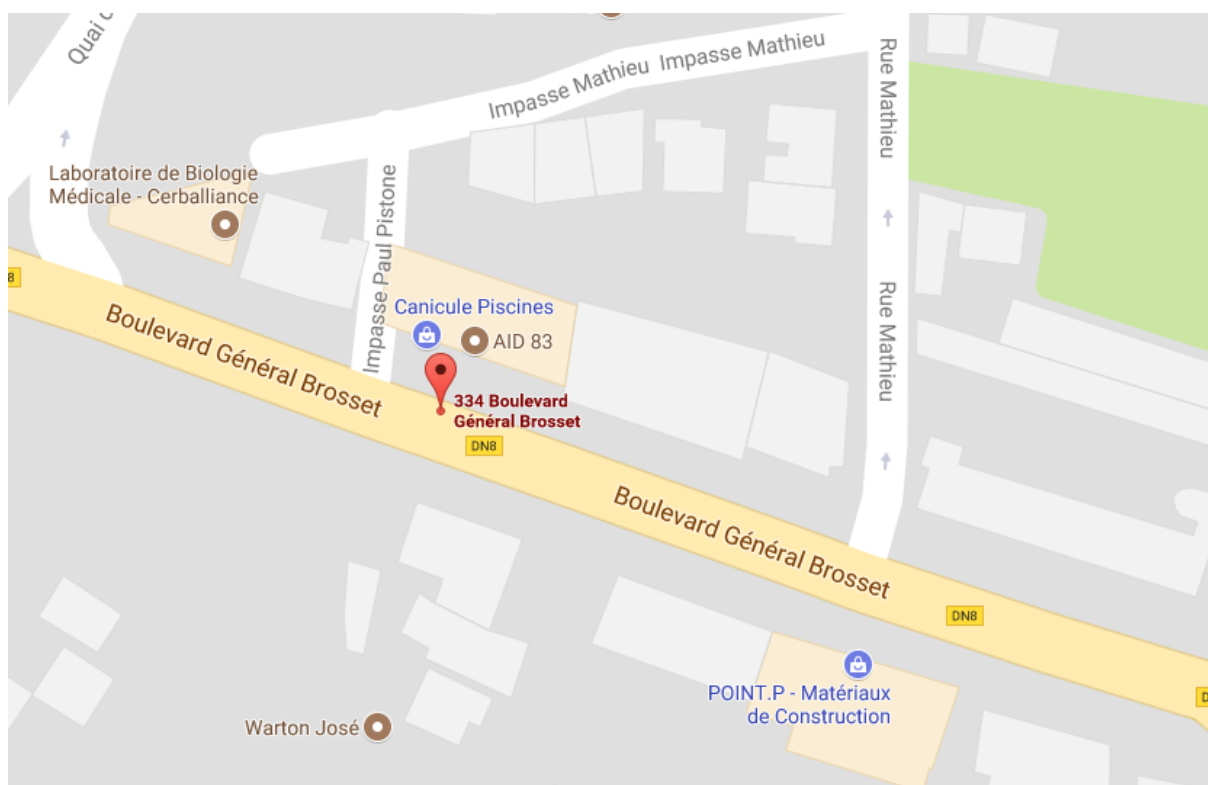 Quai
Impasse Mathieu Impasse Mathieu
Rue Mathieu
Laboratoire de Biologie
Médicale - Cerballiance
Impasse Paul Pistone
8
Canicule Piscines
AID 83
Rue Mathieu
Boulevard Général Brosset
334 Boulevard
Général Brosset
DN8
Boulevard Général Brosset
DN8
POINT.P - Matériaux
de Construction
Warton José